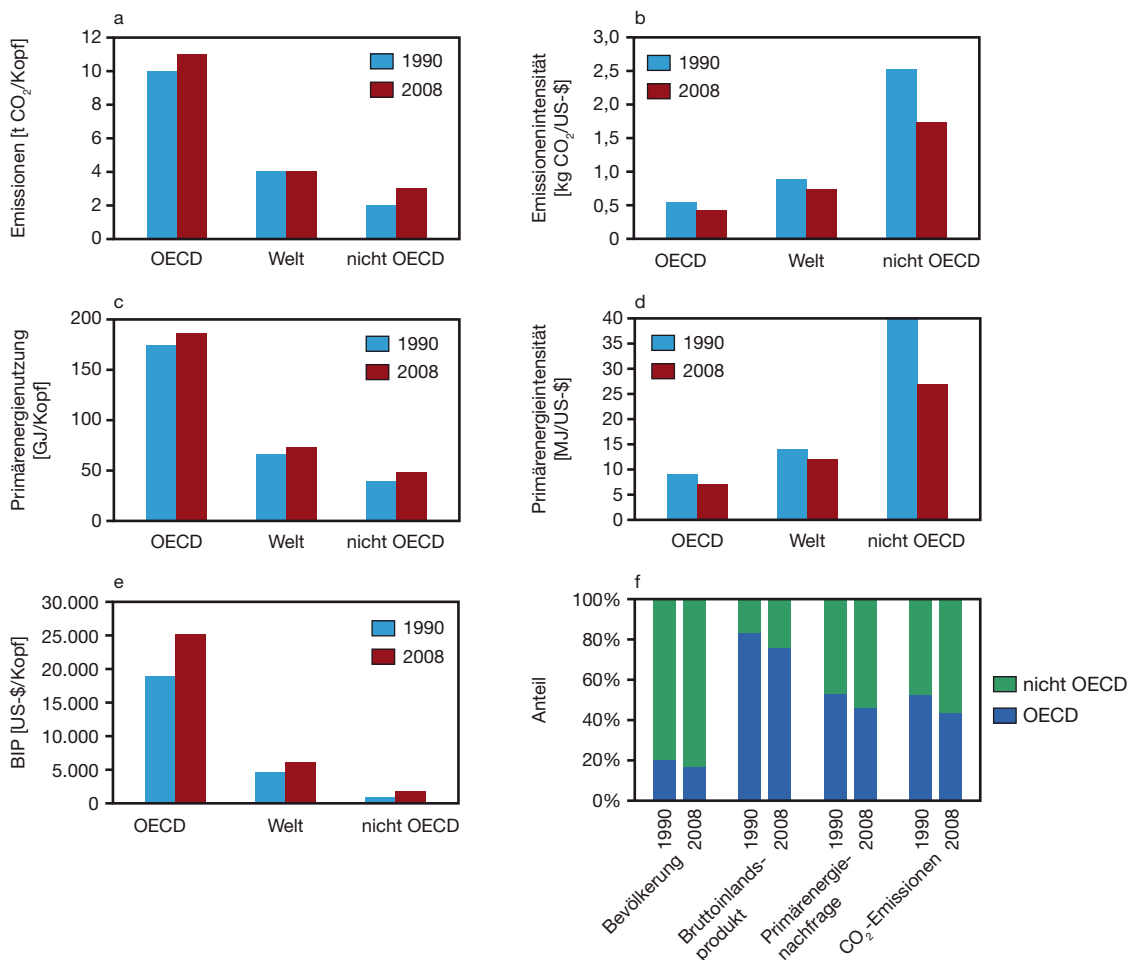 a
Emissionen [t CO₂/Kopf]
12
10
8
6
4
2
0
1990
2008
OECD
Welt
nicht OECD
b
Emissionenintensität
[kg CO₂/US-$]
3,0
2,5
2,0
1,5
1,0
0,5
0
1990
2008
OECD
Welt
nicht OECD
c
Primärenergienutzung
[GJ/Kopf]
200
150
100
50
0
1990
2008
OECD
Welt
nicht OECD
d
Primärenergieintensität
[MJ/US-$]
40
35
30
25
20
15
10
5
0
1990
2008
OECD
Welt
nicht OECD
e
BIP [US-$/Kopf]
30.000
25.000
20.000
15.000
10.000
5.000
0
1990
2008
OECD
Welt
nicht OECD
f
Anteil
100%
80%
60%
40%
20%
0%
nicht OECD
OECD
1990
2008
1990
2008
1990
2008
1990
2008
Bevölkerung
Bruttoinlands-
produkt
Primärenergie-
nachfrage
CO₂-Emissionen